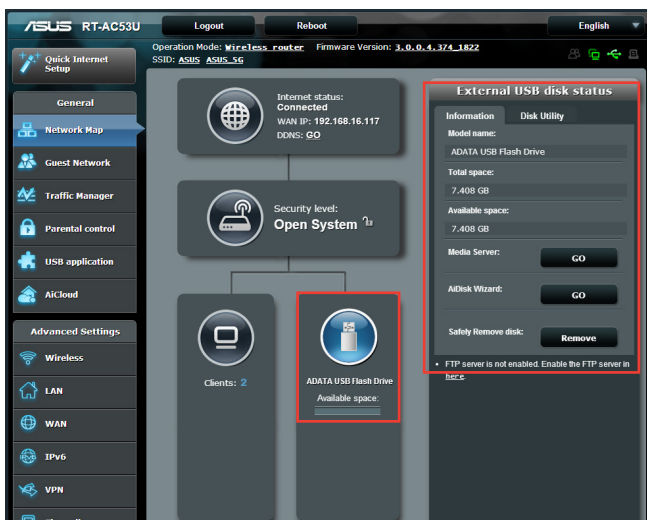 ASUS RT-AC53U
Logout
Reboot
English
Quick Internet
Setup
Operation Mode: Wireless router Firmware Version: 3.0.0.4.374_1822
SSID: ASUS ASUS_5G
General
Network Map
Guest Network
Traffic Manager
Parental control
USB application
AiCloud
Advanced Settings
Wireless
LAN
WAN
IPv6
VPN
Internet status:
Connected
WAN IP: 192.168.16.117
DDNS: GO
Security level:
Open System
Clients: 2
ADATA USB Flash Drive
Available space:
External USB disk status
Information
Disk Utility
Model name:
ADATA USB Flash Drive
Total space:
7.408 GB
Available space:
7.408 GB
Media Server:
GO
AiDisk Wizard:
GO
Safely Remove disk:
Remove
• FTP server is not enabled. Enable the FTP server in
here.